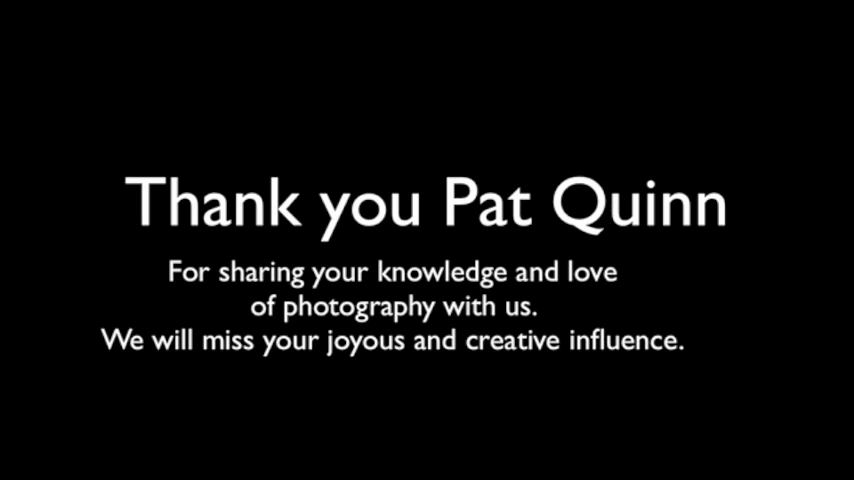 Thank you Pat Quinn
For sharing your knowledge and love
of photography with us.
We will miss your joyous and creative influence.